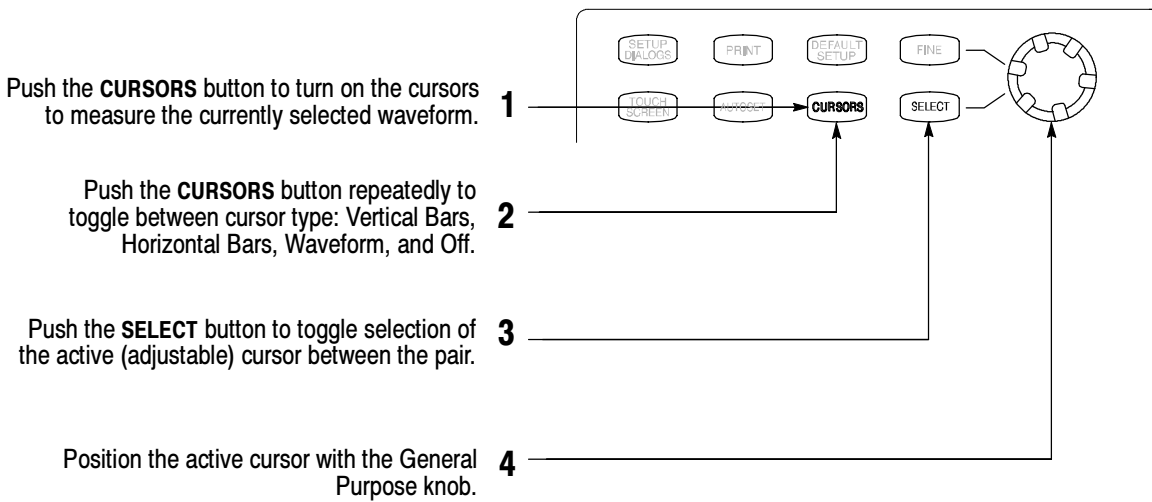 SETUP DIALOGS
PRINT
DEFAULT SETUP
FINE
TOUCH SCREEN
AUTOSET
CURSORS
SELECT
Push the CURSORS button to turn on the cursors
to measure the currently selected waveform.
1
Push the CURSORS button repeatedly to
toggle between cursor type: Vertical Bars,
Horizontal Bars, Waveform, and Off.
2
Push the SELECT button to toggle selection of
the active (adjustable) cursor between the pair.
3
Position the active cursor with the General
Purpose knob.
4